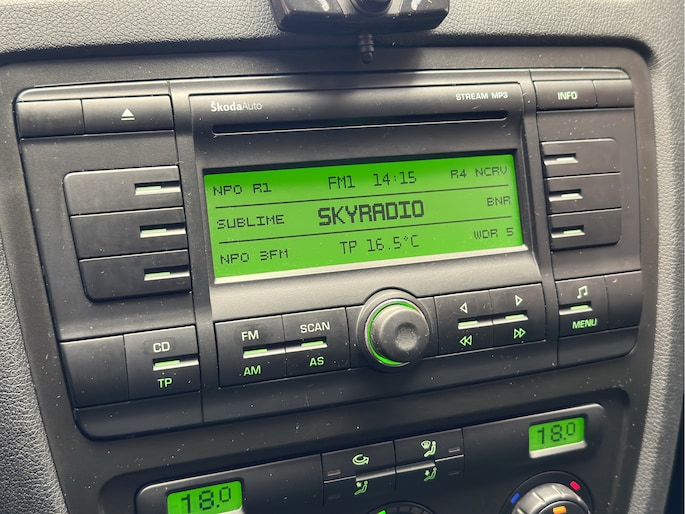 ŠkodaAuto STREAM MP3 INFO
NPO R1 FM1 14:15 R4 NCRV
SUBLIME SKYRADIO BNR
NPO 3FM TP 16.5°C WDR 5
CD FM SCAN
TP AM AS MENU
18.0 18.0